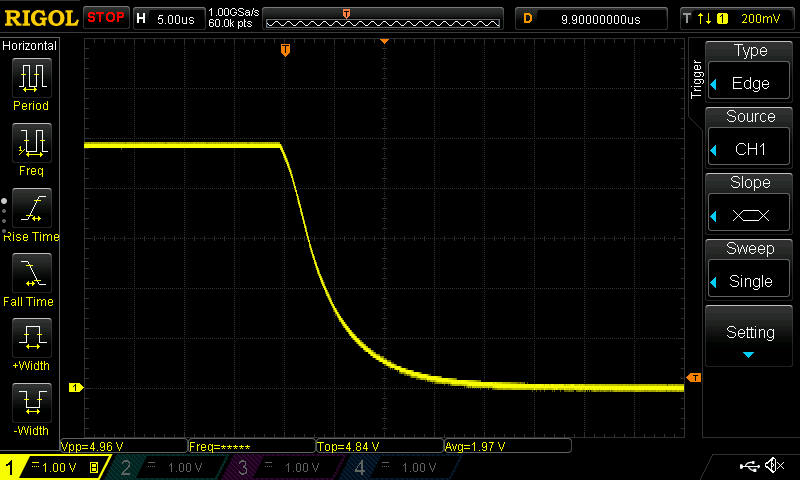 RIGOL STOP H 5.00us 1.00GSa/s 60.0k pts T D 9.90000000us T 1 200mV
Horizontal
Period
Freq
Rise Time
Fall Time
+Width
-Width
T
1
T
Trigger
Type
Edge
Source
CH1
Slope
Sweep
Single
Setting
Vpp=4.96 V Freq=***** Top=4.84 V Avg=1.97 V
1 1.00 V B 2 1.00 V 3 1.00 V 4 1.00 V